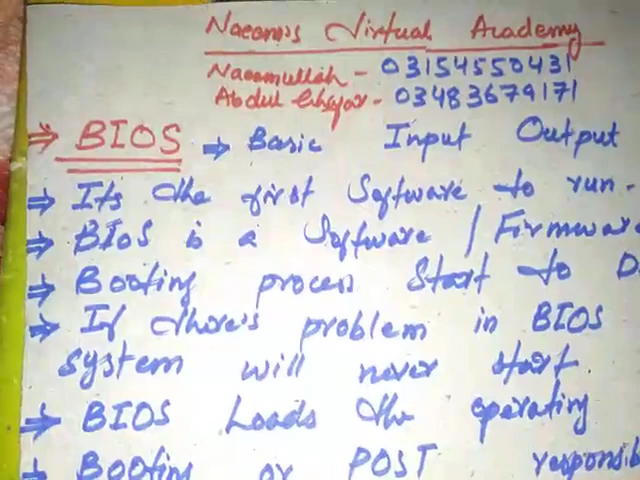 Naeem's Virtual Academy
Naeemullah - 03154550431
Abdul Ghafar - 03483679171
⇒ BIOS → Basic Input Output
⇒ Its the first Software to run.
⇒ BIOS is a Software / Firmware
⇒ Booting process Start to
⇒ If there's problem in BIOS
system will never start
⇒ BIOS Loads the operating
⇒ Booting or POST